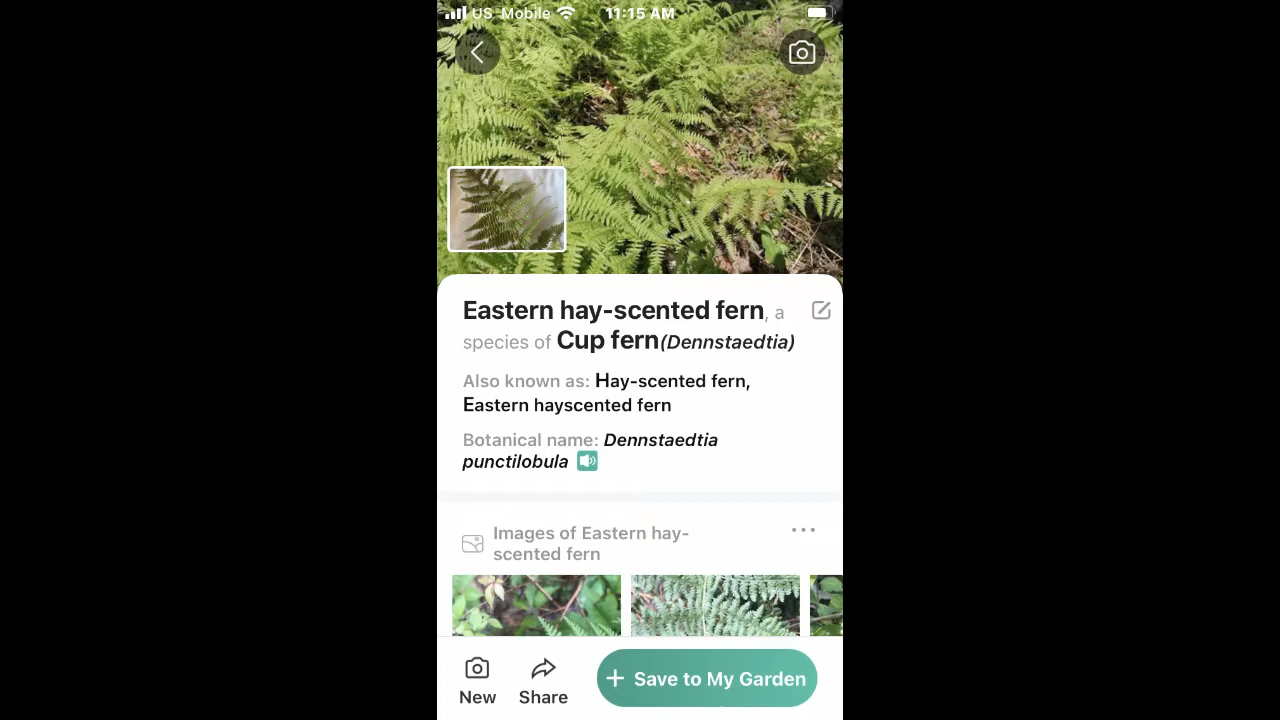 US Mobile 11:15 AM
Eastern hay-scented fern, a
species of Cup fern(Dennstaedtia)
Also known as: Hay-scented fern,
Eastern hayscented fern
Botanical name: Dennstaedtia
punctilobula
Images of Eastern hay-
scented fern
New Share + Save to My Garden